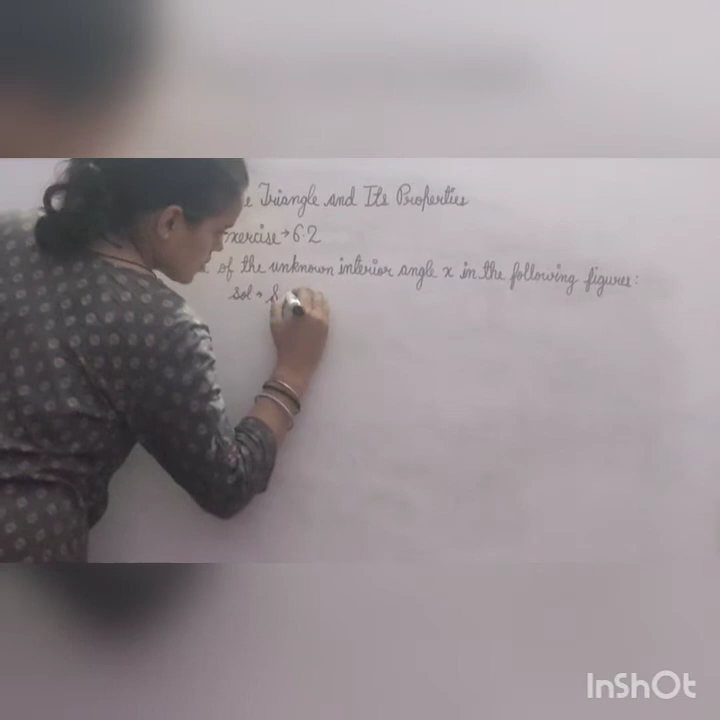 Triangle and Its Properties
Exercise → 6.2
of the unknown interior angle x in the following figures:
Sol → S
InShOt